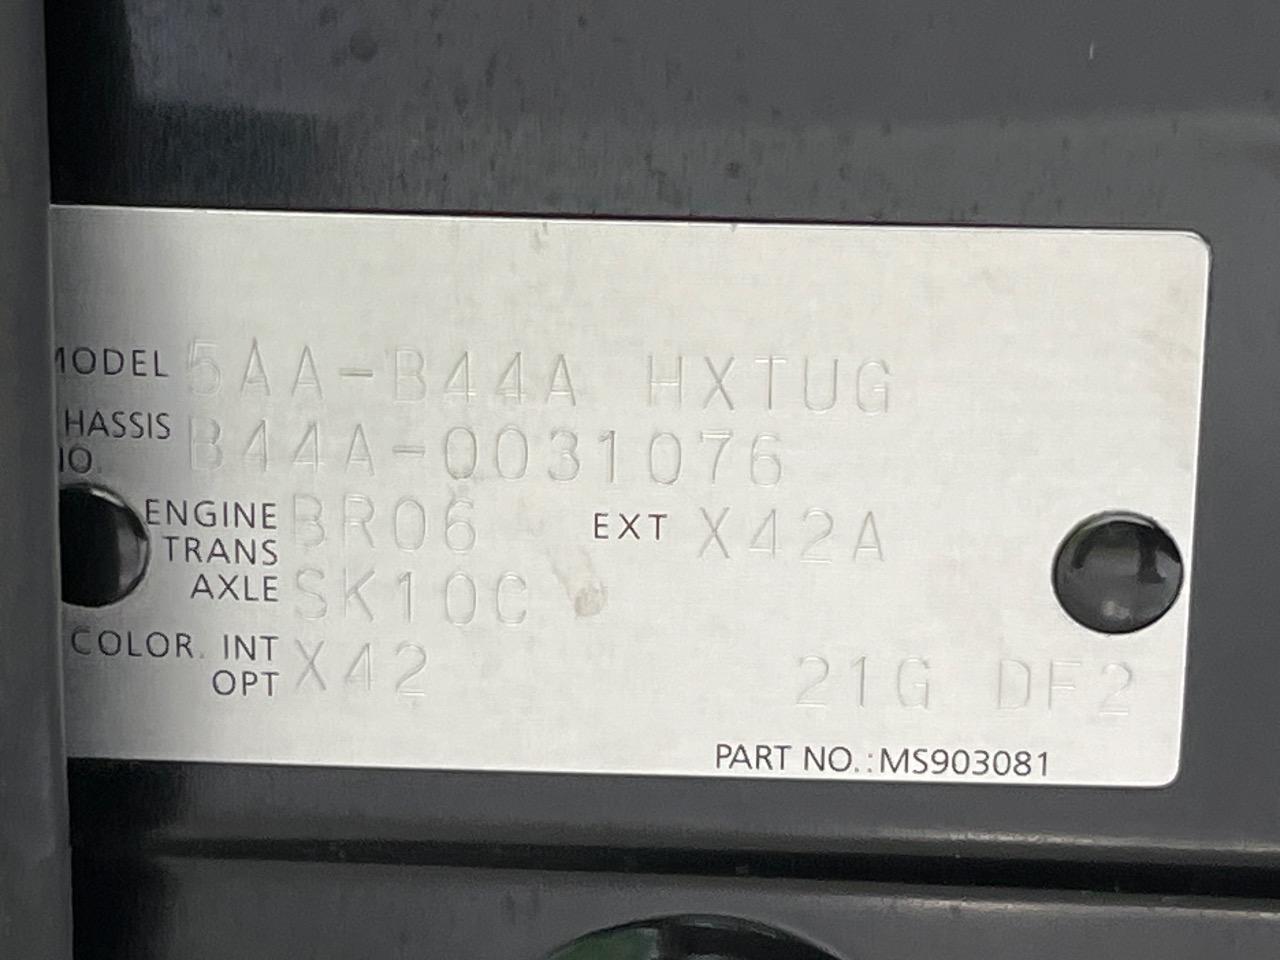 MODEL 5AA-B44A HXTUG
CHASSIS B44A-0031076
NO.
ENGINE BR06 EXT X42A
TRANS
AXLE SK10C
COLOR. INT X42
OPT 21G DF2
PART NO.:MS903081